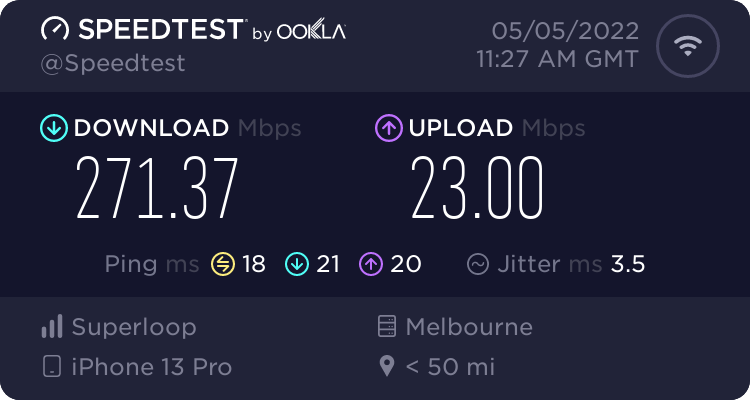 SPEEDTEST by OOKLA
@Speedtest
05/05/2022
11:27 AM GMT
DOWNLOAD Mbps
271.37
UPLOAD Mbps
23.00
Ping ms 18 21 20 Jitter ms 3.5
Superloop
Melbourne
iPhone 13 Pro
< 50 mi